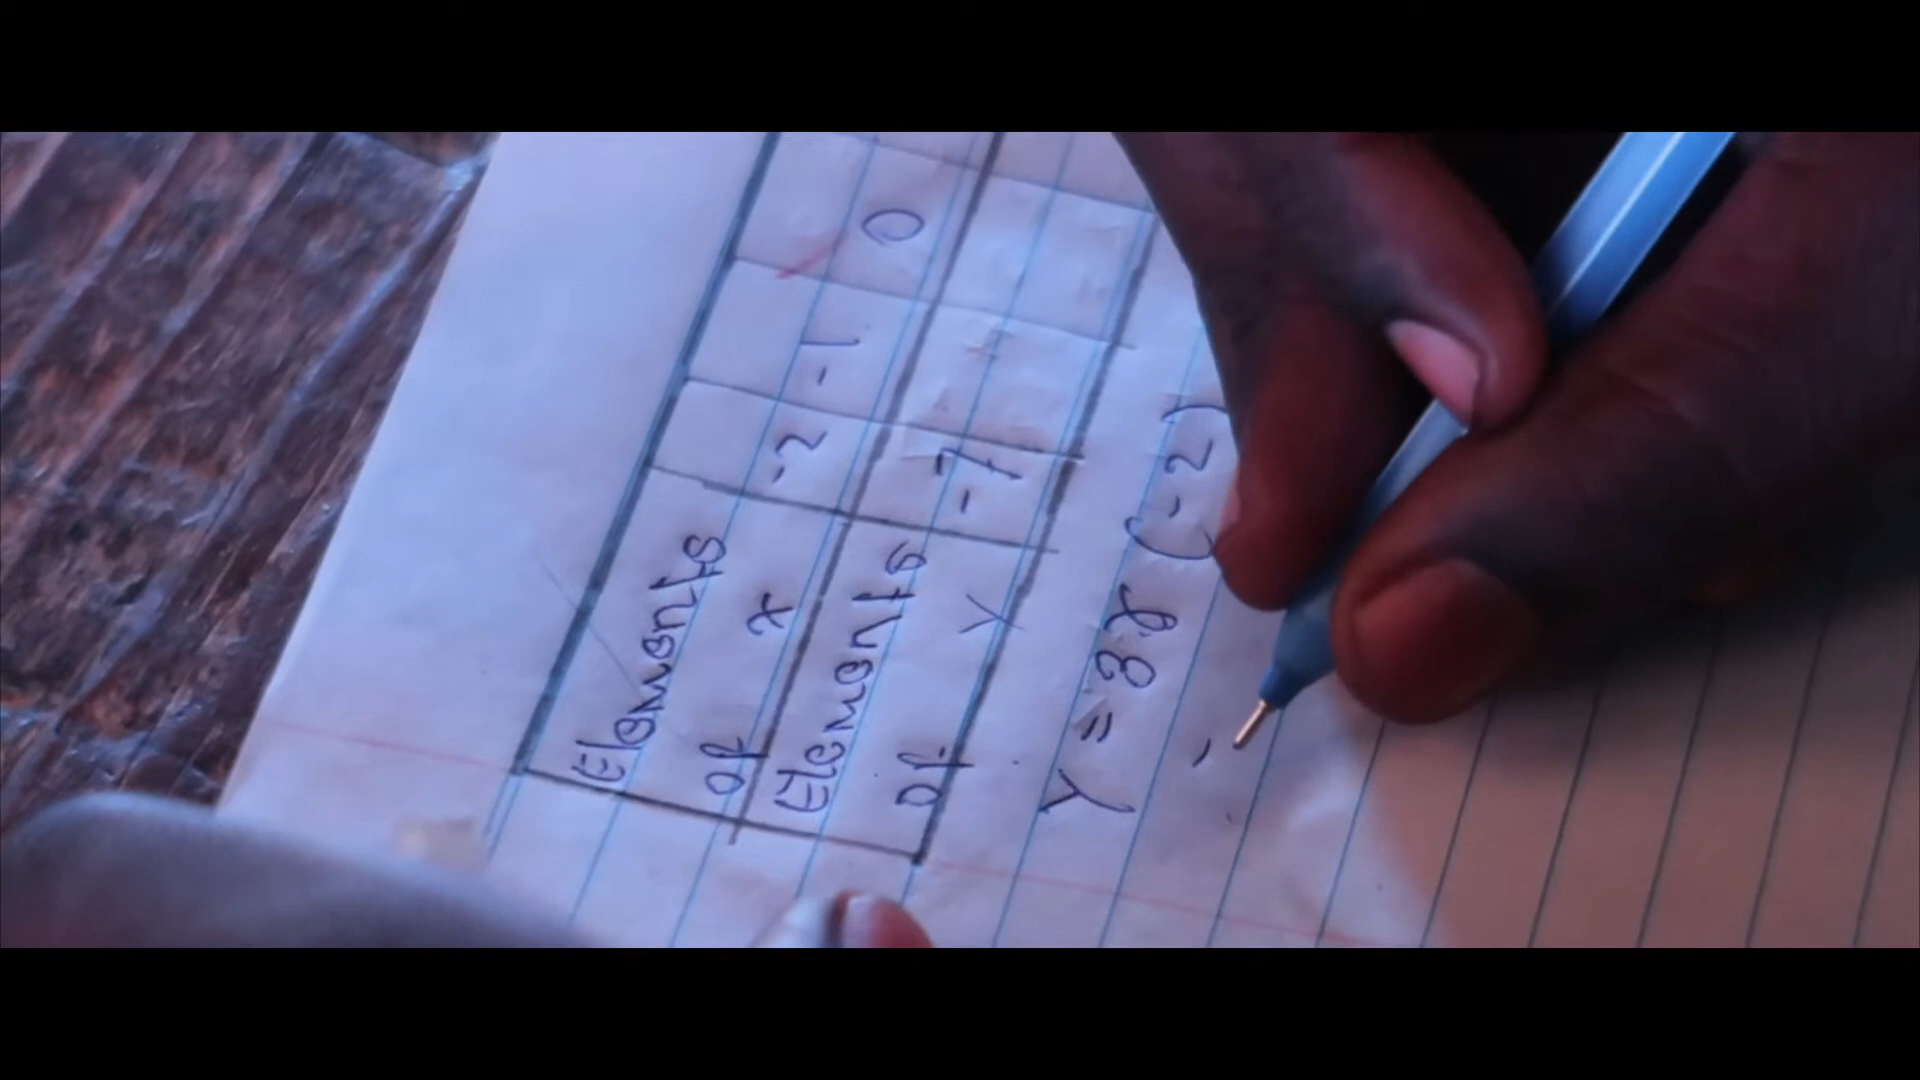 Elements -2 -1 0
of x
Elements -7
of y
y = 3x (-2)